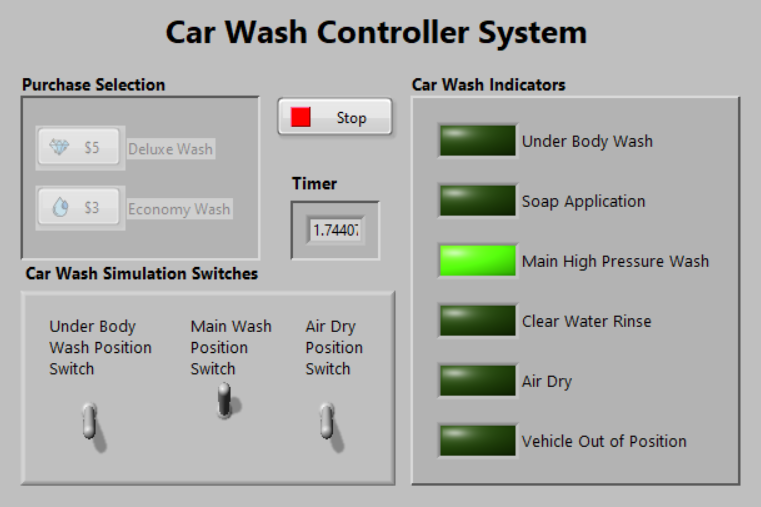 Car Wash Controller System
Purchase Selection
$5
Deluxe Wash
$3
Economy Wash
Stop
Timer
1.7440
Car Wash Simulation Switches
Under Body
Wash Position
Switch
Main Wash
Position
Switch
Air Dry
Position
Switch
Car Wash Indicators
Under Body Wash
Soap Application
Main High Pressure Wash
Clear Water Rinse
Air Dry
Vehicle Out of Position